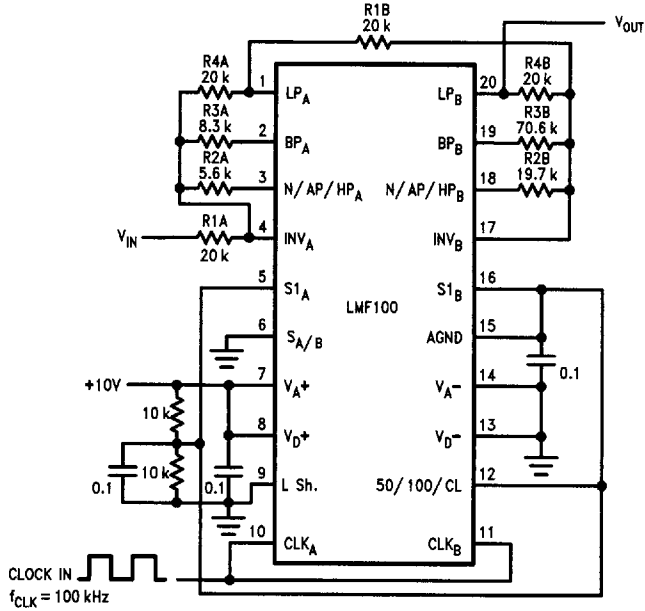 R1B
20 k
V_OUT
R4A
20 k
1
LP_A
20
LP_B
R4B
20 k
R3A
8.3 k
2
BP_A
19
BP_B
R3B
70.6 k
R2A
5.6 k
3
N/AP/HP_A
18
N/AP/HP_B
R2B
19.7 k
V_IN
R1A
20 k
4
INV_A
17
INV_B
5
S1_A
16
S1_B
LMF100
6
S_A/B
15
AGND
0.1
+10V
7
V_A+
14
V_A−
10 k
8
V_D+
13
V_D−
10 k
0.1
0.1
9
L Sh.
12
50/100/CL
10
CLK_A
11
CLK_B
CLOCK IN
f_CLK = 100 kHz